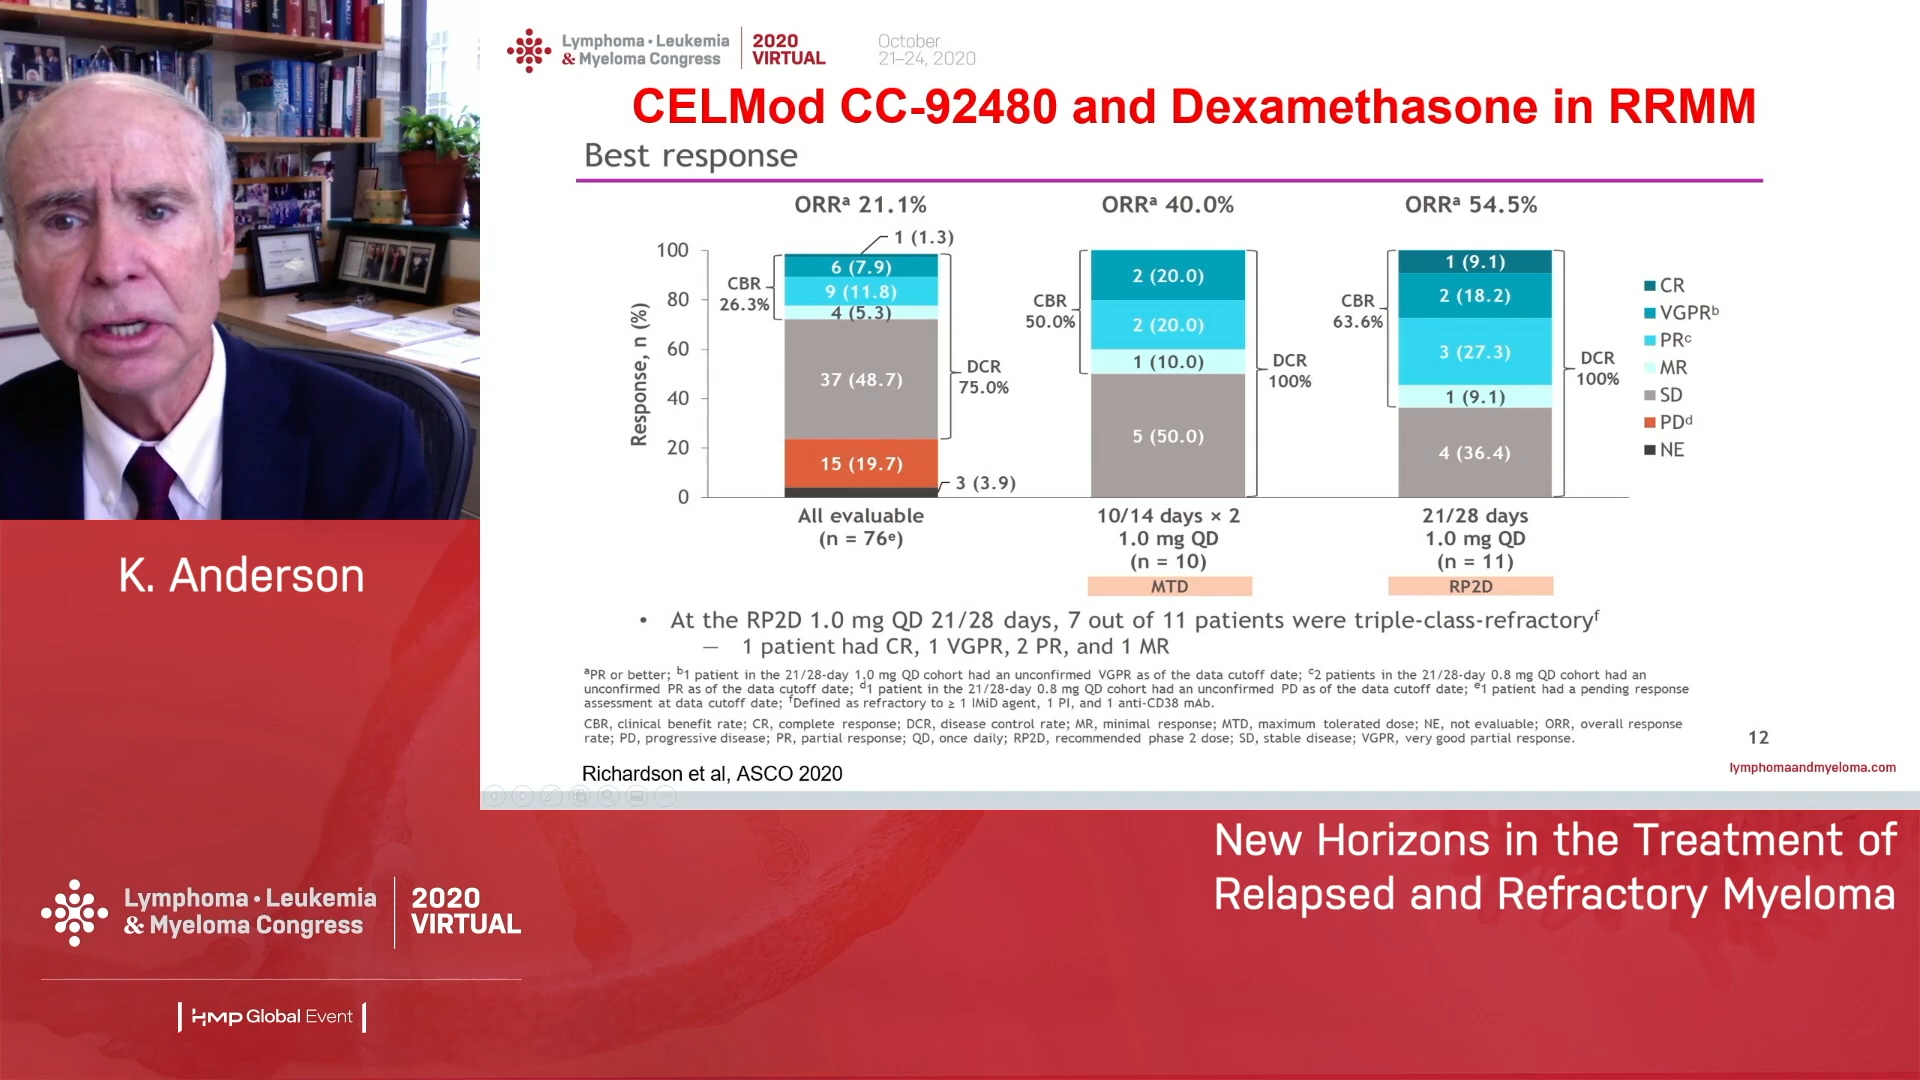 Lymphoma • Leukemia
& Myeloma Congress
2020
VIRTUAL
October
21–24, 2020
CELMod CC-92480 and Dexamethasone in RRMM
Best response
ORRᵃ 21.1%
ORRᵃ 40.0%
ORRᵃ 54.5%
Response, n (%)
100
80
60
40
20
0
1 (1.3)
6 (7.9)
9 (11.8)
4 (5.3)
37 (48.7)
15 (19.7)
3 (3.9)
CBR
26.3%
DCR
75.0%
All evaluable
(n = 76ᵉ)
2 (20.0)
2 (20.0)
1 (10.0)
5 (50.0)
CBR
50.0%
DCR
100%
10/14 days × 2
1.0 mg QD
(n = 10)
MTD
1 (9.1)
2 (18.2)
3 (27.3)
1 (9.1)
4 (36.4)
CBR
63.6%
DCR
100%
21/28 days
1.0 mg QD
(n = 11)
RP2D
CR
VGPRᵇ
PRᶜ
MR
SD
PDᵈ
NE
• At the RP2D 1.0 mg QD 21/28 days, 7 out of 11 patients were triple-class-refractoryᶠ
— 1 patient had CR, 1 VGPR, 2 PR, and 1 MR
ᵃPR or better; ᵇ1 patient in the 21/28-day 1.0 mg QD cohort had an unconfirmed VGPR as of the data cutoff date; ᶜ2 patients in the 21/28-day 0.8 mg QD cohort had an
unconfirmed PR as of the data cutoff date; ᵈ1 patient in the 21/28-day 0.8 mg QD cohort had an unconfirmed PD as of the data cutoff date; ᵉ1 patient had a pending response
assessment at data cutoff date; ᶠDefined as refractory to ≥ 1 IMiD agent, 1 PI, and 1 anti-CD38 mAb.
CBR, clinical benefit rate; CR, complete response; DCR, disease control rate; MR, minimal response; MTD, maximum tolerated dose; NE, not evaluable; ORR, overall response
rate; PD, progressive disease; PR, partial response; QD, once daily; RP2D, recommended phase 2 dose; SD, stable disease; VGPR, very good partial response.
12
lymphomaandmyeloma.com
Richardson et al, ASCO 2020
K. Anderson
New Horizons in the Treatment of
Relapsed and Refractory Myeloma
Lymphoma • Leukemia
& Myeloma Congress
2020
VIRTUAL
HMP Global Event